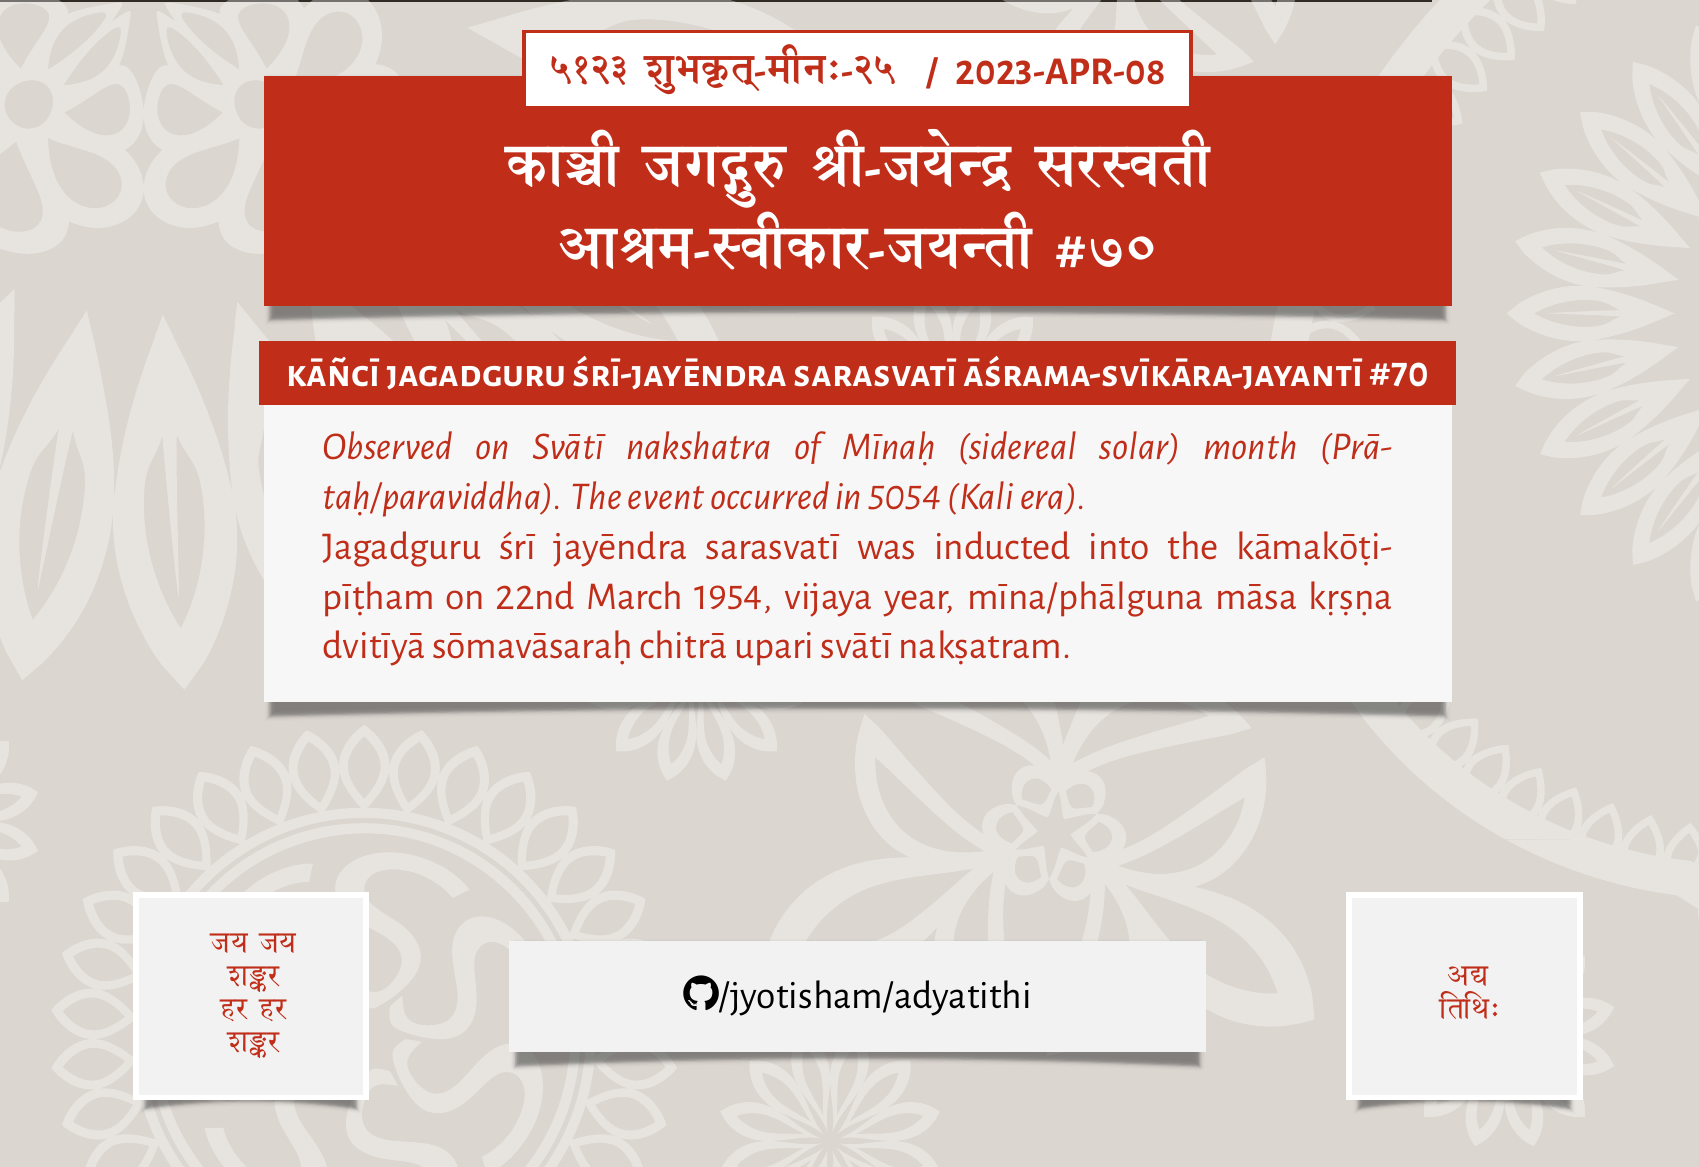 ५१२३ शुभकृत्-मीनः-२५ / 2023-APR-08
काञ्ची जगद्गुरु श्री-जयेन्द्र सरस्वती
आश्रम-स्वीकार-जयन्ती #७०
KĀÑCĪ JAGADGURU ŚRĪ-JAYĒNDRA SARASVATĪ ĀŚRAMA-SVĪKĀRA-JAYANTĪ #70
Observed on Svātī nakshatra of Mīnaḥ (sidereal solar) month (Prā-
taḥ/paraviddha). The event occurred in 5054 (Kali era).
Jagadguru śrī jayēndra sarasvatī was inducted into the kāmakōṭi-
pīṭham on 22nd March 1954, vijaya year, mīna/phālguna māsa kṛṣṇa
dvitīyā sōmavāsaraḥ chitrā upari svātī nakṣatram.
जय जय
शङ्कर
हर हर
शङ्कर
/jyotisham/adyatithi
अद्य
तिथिः